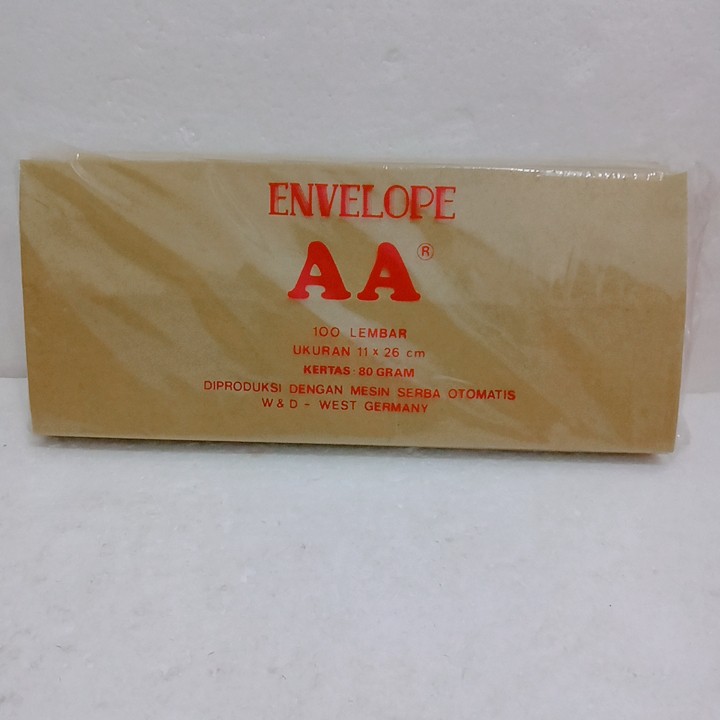 ENVELOPE
AA®
100 LEMBAR
UKURAN 11 x 26 cm
KERTAS : 80 GRAM
DIPRODUKSI DENGAN MESIN SERBA OTOMATIS
W & D - WEST GERMANY